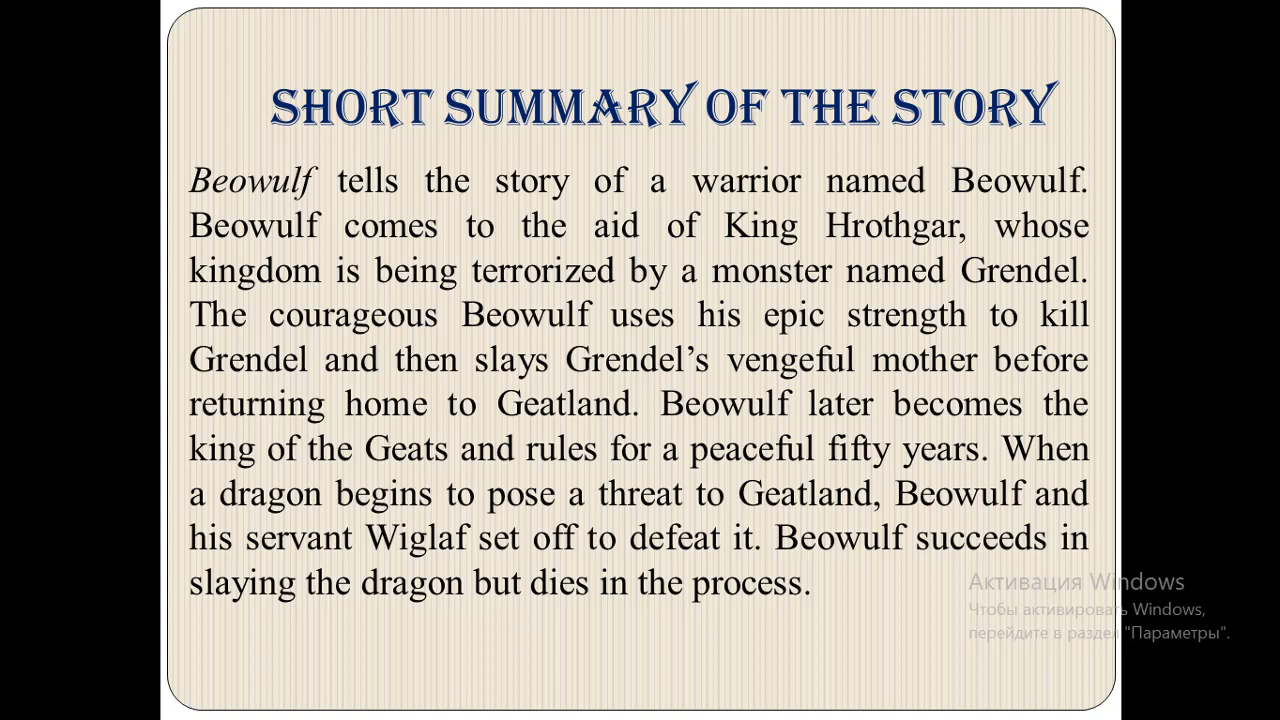 SHORT SUMMARY OF THE STORY
Beowulf tells the story of a warrior named Beowulf.
Beowulf comes to the aid of King Hrothgar, whose
kingdom is being terrorized by a monster named Grendel.
The courageous Beowulf uses his epic strength to kill
Grendel and then slays Grendel’s vengeful mother before
returning home to Geatland. Beowulf later becomes the
king of the Geats and rules for a peaceful fifty years. When
a dragon begins to pose a threat to Geatland, Beowulf and
his servant Wiglaf set off to defeat it. Beowulf succeeds in
slaying the dragon but dies in the process.
Активация Windows
Чтобы активировать Windows,
перейдите в раздел "Параметры".